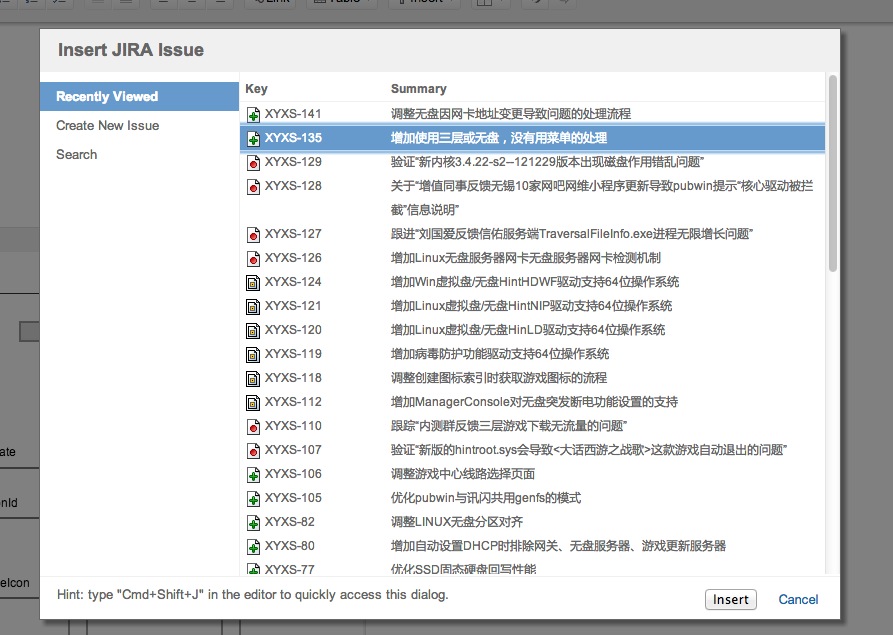 Link
Table
Insert
Insert JIRA Issue
Recently Viewed
Create New Issue
Search
Key Summary
XYXS-141 调整无盘因网卡地址变更导致问题的处理流程
XYXS-135 增加使用三层或无盘，没有用菜单的处理
XYXS-129 验证“新内核3.4.22-s2--121229版本出现磁盘作用错乱问题”
XYXS-128 关于“增值同事反馈无锡10家网吧网维小程序更新导致pubwin提示“核心驱动被拦
截”信息说明”
XYXS-127 跟进“刘国爱反馈信佑服务端TraversalFileInfo.exe进程无限增长问题”
XYXS-126 增加Linux无盘服务器网卡无盘服务器网卡检测机制
XYXS-124 增加Win虚拟盘/无盘HintHDWF驱动支持64位操作系统
XYXS-121 增加Linux虚拟盘/无盘HintNIP驱动支持64位操作系统
XYXS-120 增加Linux虚拟盘/无盘HinLD驱动支持64位操作系统
XYXS-119 增加病毒防护功能驱动支持64位操作系统
XYXS-118 调整创建图标索引时获取游戏图标的流程
XYXS-112 增加ManagerConsole对无盘突发断电功能设置的支持
XYXS-110 跟踪“内测群反馈三层游戏下载无流量的问题”
XYXS-107 验证“新版的hintroot.sys会导致<大话西游之战歌>这款游戏自动退出的问题”
XYXS-106 调整游戏中心线路选择页面
XYXS-105 优化pubwin与讯闪共用genfs的模式
XYXS-82 调整LINUX无盘分区对齐
XYXS-80 增加自动设置DHCP时排除网关、无盘服务器、游戏更新服务器
XYXS-77 优化SSD固态硬盘回写性能
ate
onId
eIcon
Hint: type "Cmd+Shift+J" in the editor to quickly access this dialog.
Insert Cancel